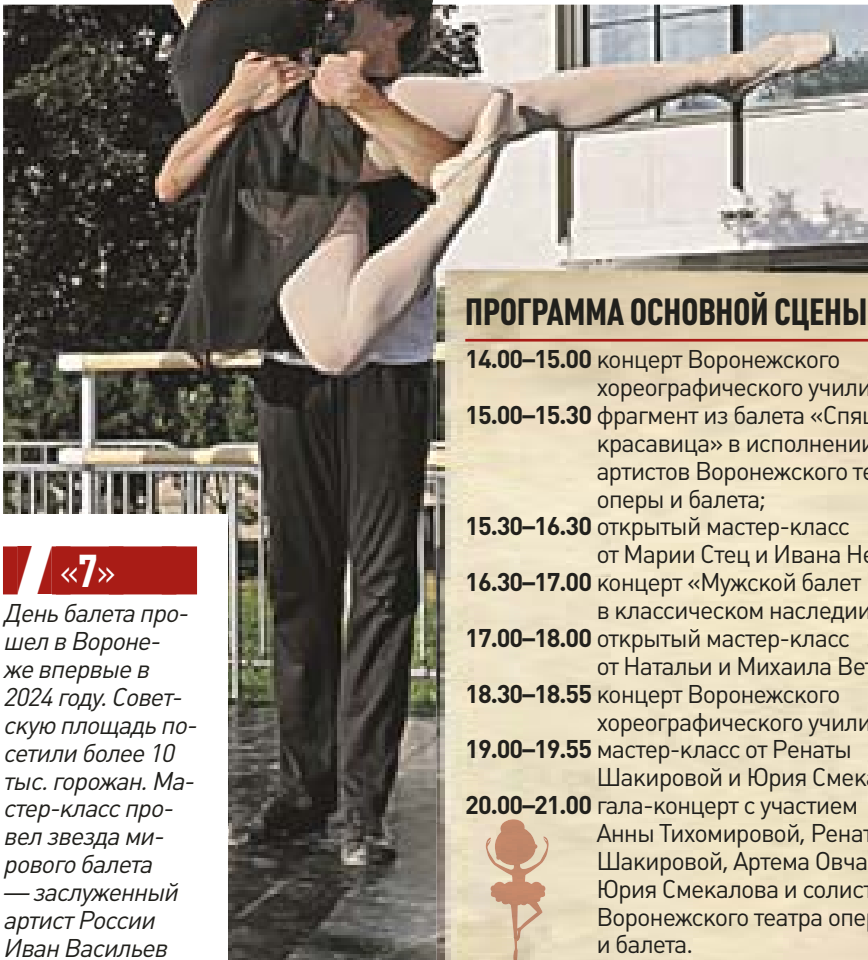 ПРОГРАММА ОСНОВНОЙ СЦЕНЫ
14.00–15.00 концерт Воронежского
хореографического учили
15.00–15.30 фрагмент из балета «Спящ
красавица» в исполнении
артистов Воронежского те
оперы и балета;
15.30–16.30 открытый мастер-класс
от Марии Стец и Ивана Не
16.30–17.00 концерт «Мужской балет
в классическом наследии
17.00–18.00 открытый мастер-класс
от Натальи и Михаила Вет
18.30–18.55 концерт Воронежского
хореографического учили
19.00–19.55 мастер-класс от Ренаты
Шакировой и Юрия Смека
20.00–21.00 гала-концерт с участием
Анны Тихомировой, Ренат
Шакировой, Артема Овча
Юрия Смекалова и солист
Воронежского театра опер
и балета.
«7»
День балета про-
шел в Вороне-
же впервые в
2024 году. Совет-
скую площадь по-
сетили более 10
тыс. горожан. Ма-
стер-класс про-
вел звезда ми-
рового балета
— заслуженный
артист России
Иван Васильев